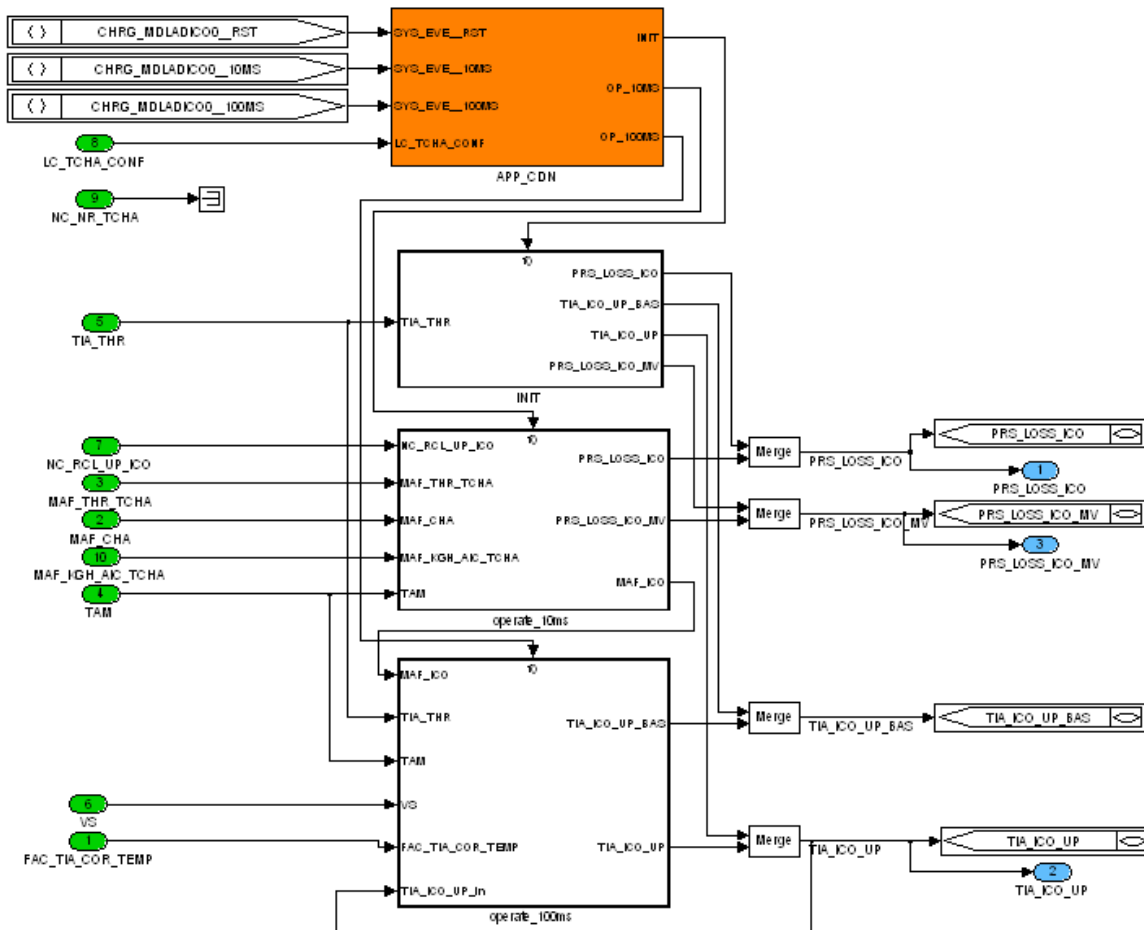 CHRG_MDLADICO0__RST
SYS_EVE__RST
INIT
CHRG_MDLADICO0__10MS
SYS_EVE__10MS
OP_10MS
CHRG_MDLADICO0__100MS
SYS_EVE__100MS
OP_100MS
8
LC_TCHA_CONF
LC_TCHA_CONF
APP_CDN
9
NC_NR_TCHA
PRS_LOSS_ICO
TIA_ICO_UP_BAS
5
TIA_THR
TIA_THR
TIA_ICO_UP
PRS_LOSS_ICO_MV
INIT
7
NC_RCL_UP_ICO
NC_RCL_UP_ICO
PRS_LOSS_ICO
Merge
PRS_LOSS_ICO
PRS_LOSS_ICO
1
PRS_LOSS_ICO
3
MAF_THR_TCHA
MAF_THR_TCHA
2
MAF_CHA
MAF_CHA
PRS_LOSS_ICO_MV
Merge
PRS_LOSS_ICO_MV
PRS_LOSS_ICO_MV
3
PRS_LOSS_ICO_MV
10
MAF_KGH_AIC_TCHA
MAF_KGH_AIC_TCHA
MAF_ICO
4
TAM
TAM
operate_10ms
MAF_ICO
TIA_THR
TIA_ICO_UP_BAS
Merge
TIA_ICO_UP_BAS
TIA_ICO_UP_BAS
TAM
6
VS
VS
1
FAC_TIA_COR_TEMP
FAC_TIA_COR_TEMP
TIA_ICO_UP
Merge
TIA_ICO_UP
TIA_ICO_UP
2
TIA_ICO_UP
TIA_ICO_UP_in
operate_100ms